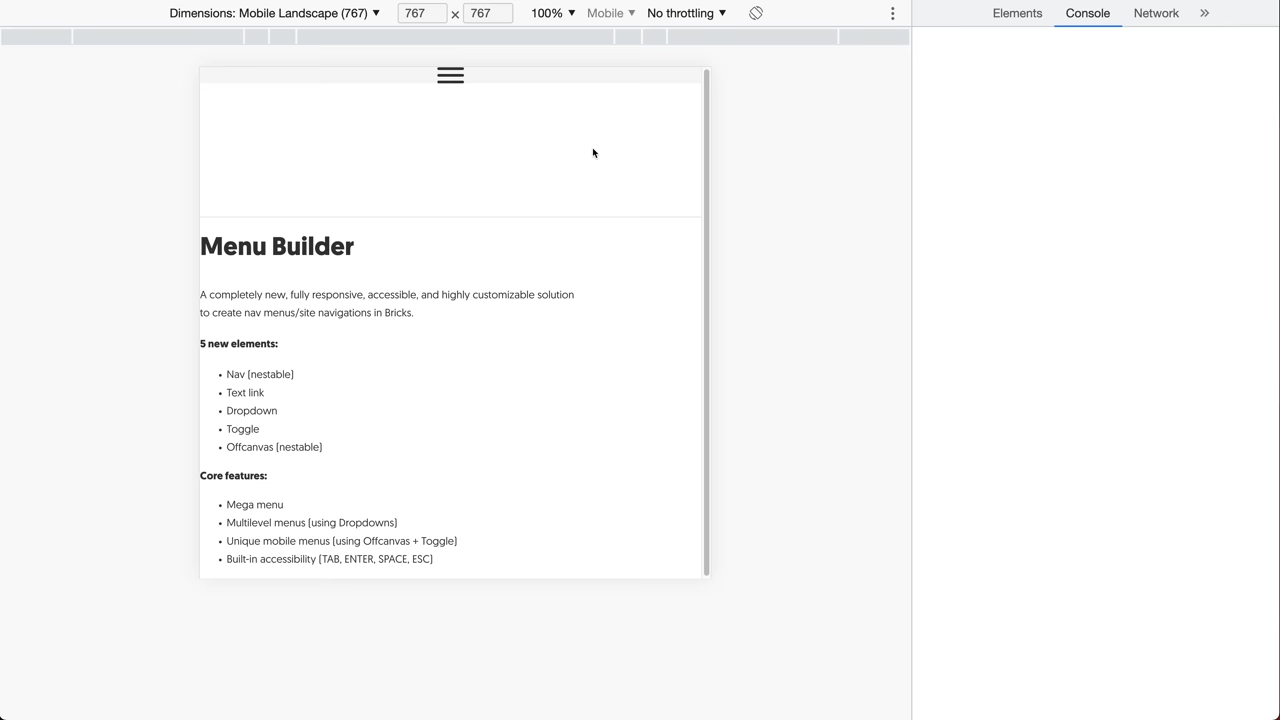 Dimensions: Mobile Landscape (767) ▼ 767 × 767 100% ▼ Mobile ▼ No throttling ▼
Elements Console Network »
Menu Builder
A completely new, fully responsive, accessible, and highly customizable solution
to create nav menus/site navigations in Bricks.
5 new elements:
• Nav (nestable)
• Text link
• Dropdown
• Toggle
• Offcanvas (nestable)
Core features:
• Mega menu
• Multilevel menus (using Dropdowns)
• Unique mobile menus (using Offcanvas + Toggle)
• Built-in accessibility (TAB, ENTER, SPACE, ESC)